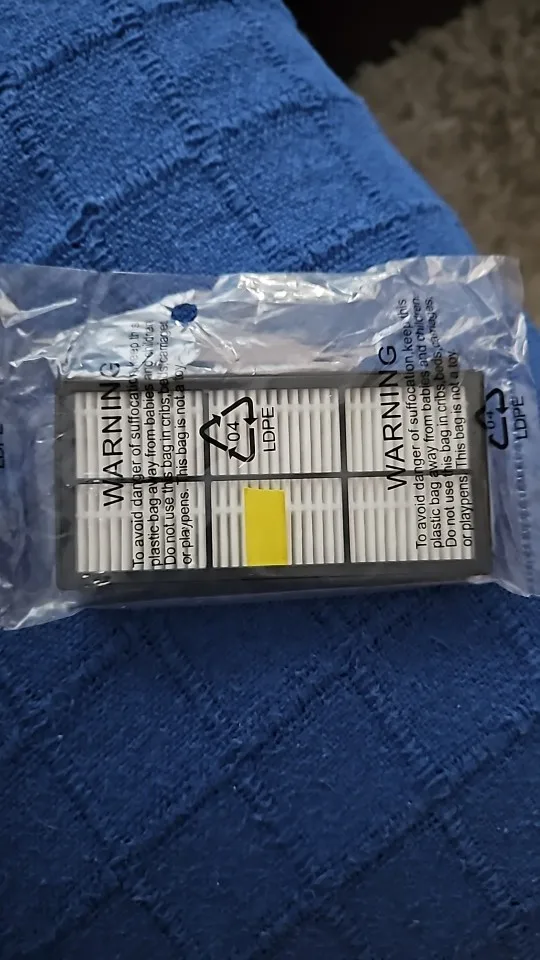 WARNING
To avoid danger of suffocation, keep this
plastic bag away from babies and children.
Do not use this bag in cribs, beds, carriages,
or playpens. This bag is not a toy.
04
LDPE
WARNING
To avoid danger of suffocation, keep this
plastic bag away from babies and children.
Do not use this bag in cribs, beds, carriages,
or playpens. This bag is not a toy.
04
LDPE